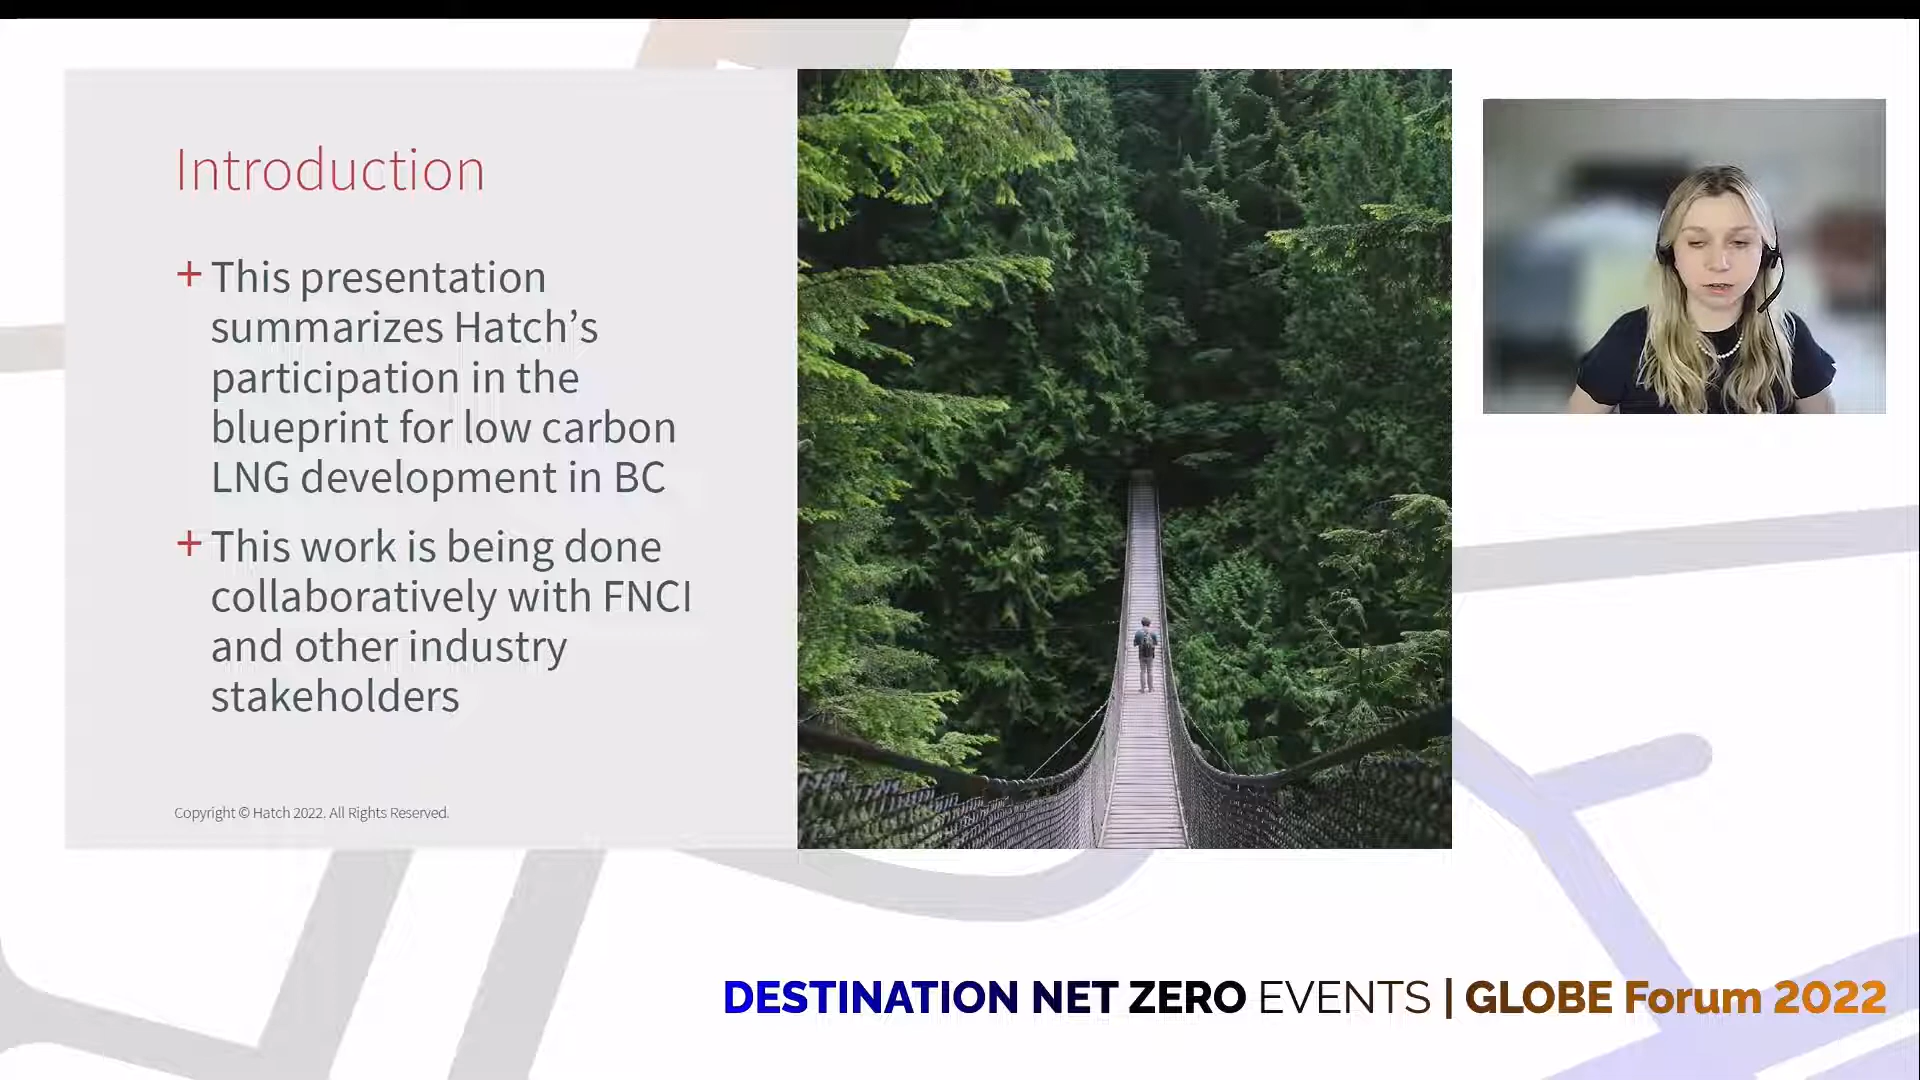 Introduction
+ This presentation
summarizes Hatch’s
participation in the
blueprint for low carbon
LNG development in BC
+ This work is being done
collaboratively with FNCI
and other industry
stakeholders
Copyright © Hatch 2022. All Rights Reserved.
DESTINATION NET ZERO EVENTS | GLOBE Forum 2022